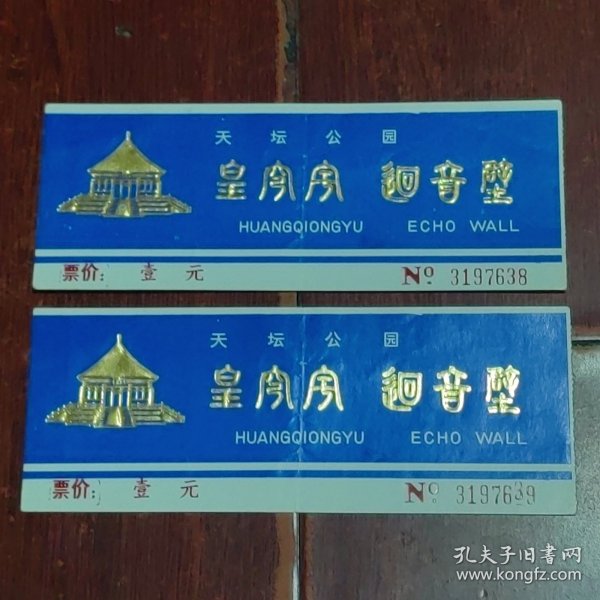 天坛公园
皇穹宇 迴音壁
HUANGQIONGYU ECHO WALL
票价: 壹元 No 3197638
天坛公园
皇穹宇 迴音壁
HUANGQIONGYU ECHO WALL
票价: 壹元 No 3197639
孔夫子旧书网
www.kongfz.com